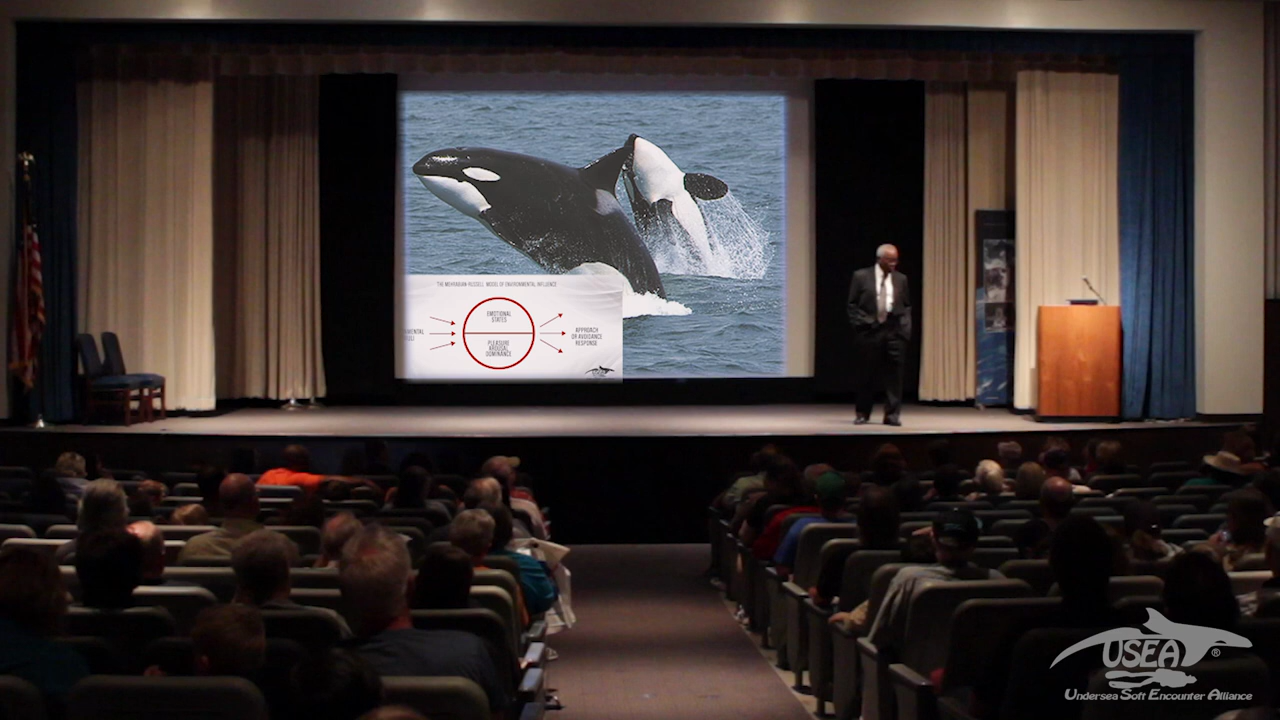 THE MEHRABIAN-RUSSELL MODEL OF ENVIRONMENTAL INFLUENCE
EMOTIONAL
STATES
PLEASURE
AROUSAL
DOMINANCE
APPROACH
OR AVOIDANCE
RESPONSE
USEA®
Undersea Soft Encounter Alliance